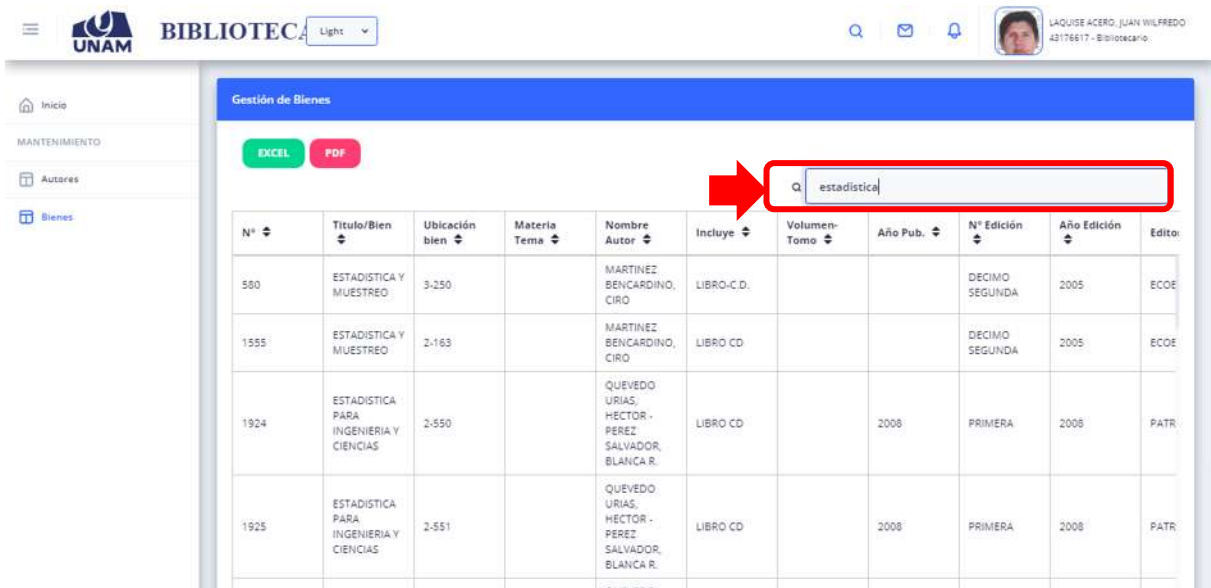 UNAM
BIBLIOTECA
Light
LAQUISE ACERO, JUAN WILFREDO
43176617 - Bibliotecario
Inicio
MANTENIMIENTO
Autores
Bienes
Gestión de Bienes
EXCEL PDF
estadistica
Nº Titulo/Bien Ubicación bien Materia Tema Nombre Autor Incluye Volumen-Tomo Año Pub. Nº Edición Año Edición Editor
580 ESTADISTICA Y MUESTREO 3-250 MARTINEZ BENCARDINO, CIRO LIBRO-C.D. DECIMO SEGUNDA 2005 ECOE
1555 ESTADISTICA Y MUESTREO 2-163 MARTINEZ BENCARDINO, CIRO LIBRO CD DECIMO SEGUNDA 2005 ECOE
1924 ESTADISTICA PARA INGENIERIA Y CIENCIAS 2-550 QUEVEDO URIAS, HECTOR - PEREZ SALVADOR, BLANCA R. LIBRO CD 2008 PRIMERA 2008 PATR
1925 ESTADISTICA PARA INGENIERIA Y CIENCIAS 2-551 QUEVEDO URIAS, HECTOR - PEREZ SALVADOR, BLANCA R. LIBRO CD 2008 PRIMERA 2008 PATR